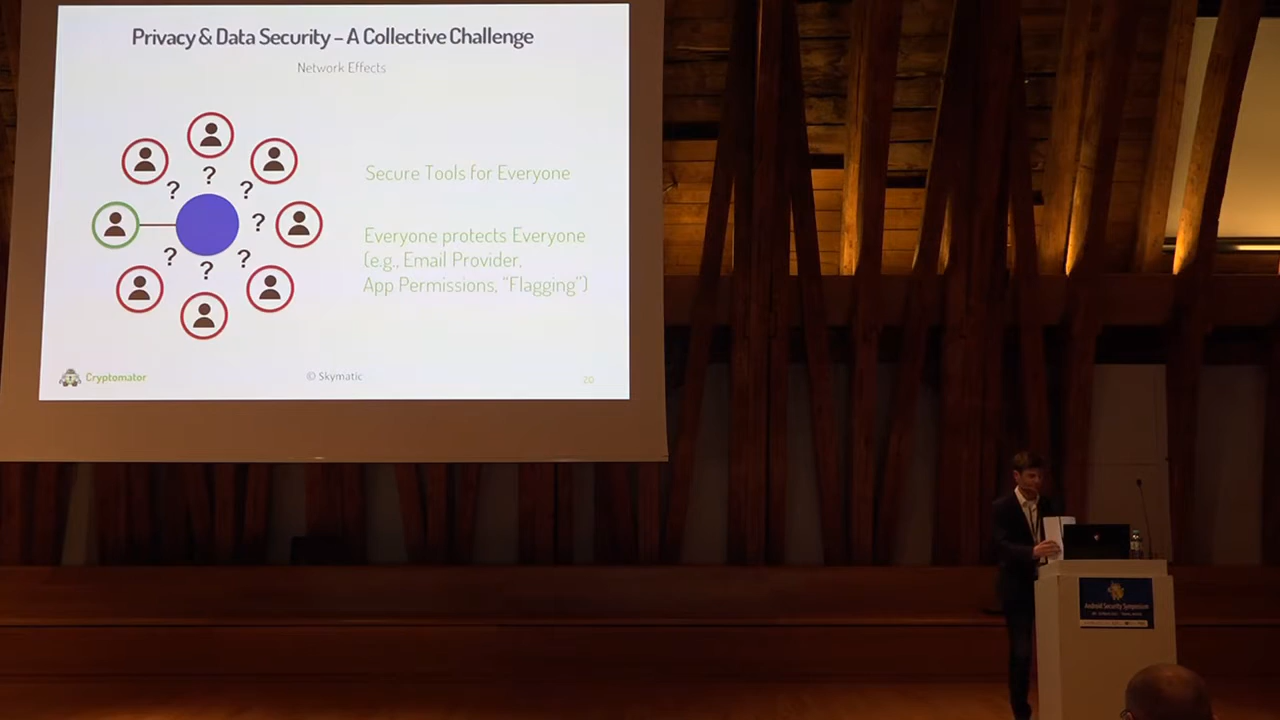 Privacy & Data Security – A Collective Challenge
Network Effects
?
? ?
?
? ?
?
Secure Tools for Everyone
Everyone protects Everyone
(e.g., Email Provider,
App Permissions, "Flagging")
Cryptomator
© Skymatic
20
Android Security Symposium